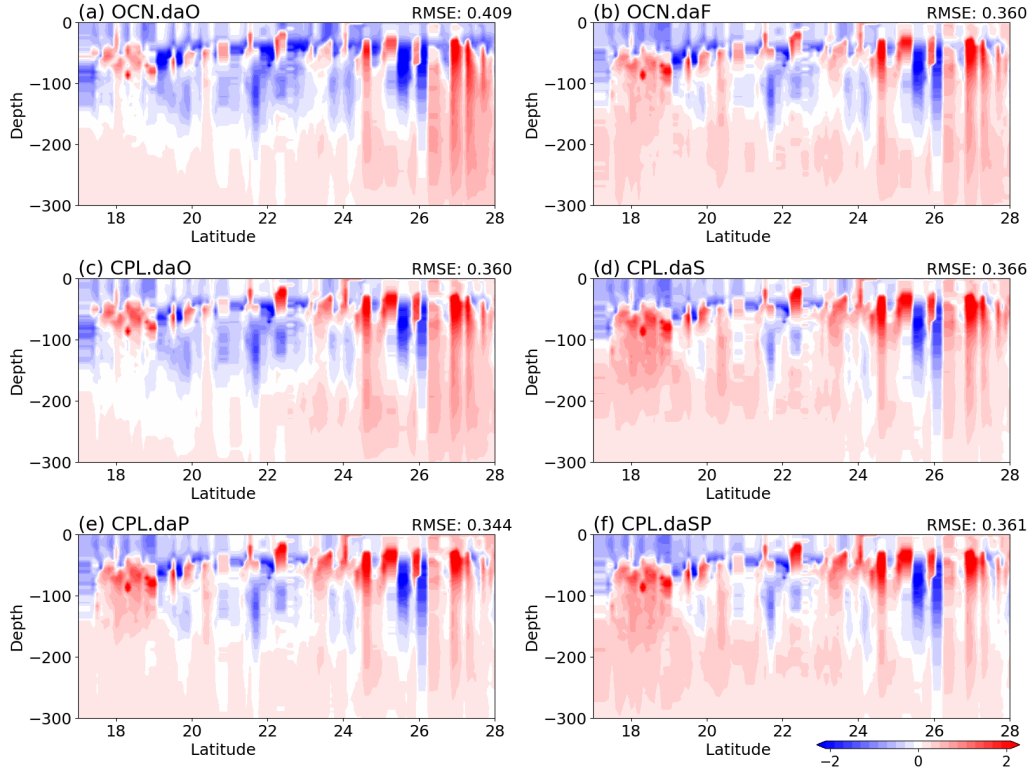 (a) OCN.daO RMSE: 0.409
0
−100
−200
−300
Depth
18 20 22 24 26 28
Latitude
(b) OCN.daF RMSE: 0.360
0
−100
−200
−300
Depth
18 20 22 24 26 28
Latitude
(c) CPL.daO RMSE: 0.360
0
−100
−200
−300
Depth
18 20 22 24 26 28
Latitude
(d) CPL.daS RMSE: 0.366
0
−100
−200
−300
Depth
18 20 22 24 26 28
Latitude
(e) CPL.daP RMSE: 0.344
0
−100
−200
−300
Depth
18 20 22 24 26 28
Latitude
(f) CPL.daSP RMSE: 0.361
0
−100
−200
−300
Depth
18 20 22 24 26 28
Latitude
−2 0 2